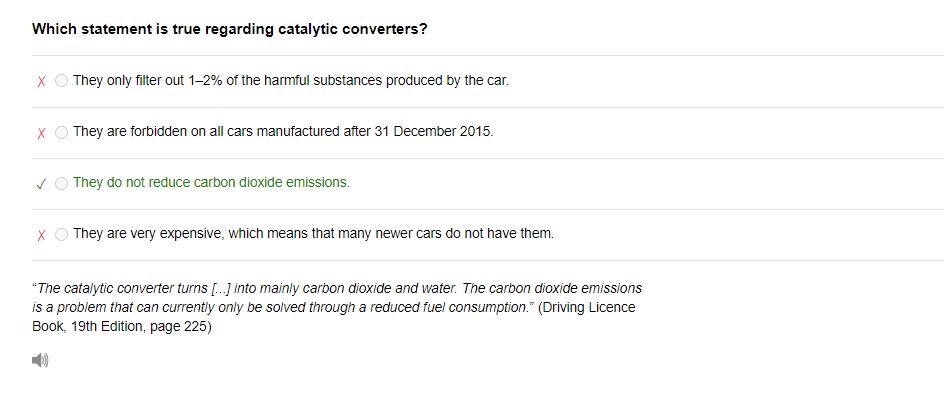 Which statement is true regarding catalytic converters?
They only filter out 1–2% of the harmful substances produced by the car.
They are forbidden on all cars manufactured after 31 December 2015.
They do not reduce carbon dioxide emissions.
They are very expensive, which means that many newer cars do not have them.
“The catalytic converter turns [...] into mainly carbon dioxide and water. The carbon dioxide emissions
is a problem that can currently only be solved through a reduced fuel consumption.” (Driving Licence
Book, 19th Edition, page 225)